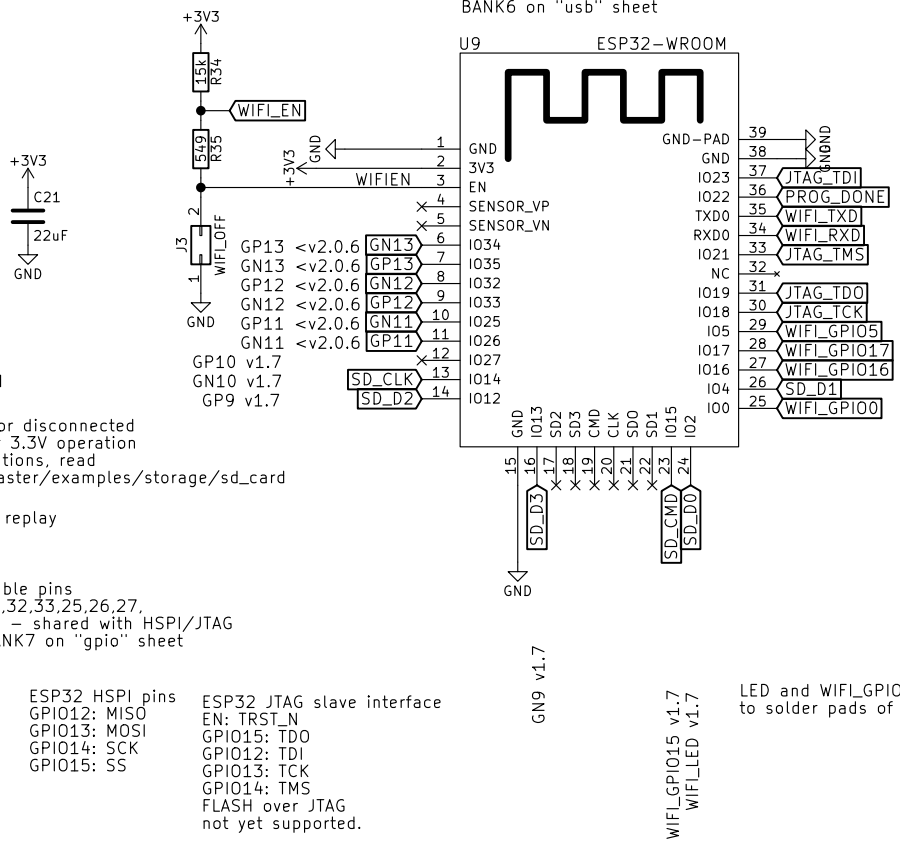 BANK6 on "usb" sheet
+3V3
15k
R34
WIFI_EN
549
R35
WIFIEN
2
J3
WIFI_OFF
1
GND
+3V3
C21
22uF
GND
U9
ESP32-WROOM
GND
+3V3
1 GND
2 3V3
3 EN
4 SENSOR_VP
5 SENSOR_VN
GP13 <v2.0.6 GN13 6 IO34
GN13 <v2.0.6 GP13 7 IO35
GP12 <v2.0.6 GN12 8 IO32
GN12 <v2.0.6 GP12 9 IO33
GP11 <v2.0.6 GN11 10 IO25
GN11 <v2.0.6 GP11 11 IO26
GP10 v1.7 12 IO27
GN10 v1.7 SD_CLK 13 IO14
GP9 v1.7 SD_D2 14 IO12
GND-PAD 39 GND
GND 38 GND
IO23 37 JTAG_TDI
IO22 36 PROG_DONE
TXD0 35 WIFI_TXD
RXD0 34 WIFI_RXD
IO21 33 JTAG_TMS
NC 32
IO19 31 JTAG_TDO
IO18 30 JTAG_TCK
IO5 29 WIFI_GPIO5
IO17 28 WIFI_GPIO17
IO16 27 WIFI_GPIO16
IO4 26 SD_D1
IO0 25 WIFI_GPIO0
GND 15 GND
IO13 16 SD_D3
SD2 17
SD3 18
CMD 19
CLK 20
SD0 21
SD1 22
IO15 23 SD_CMD
IO2 24 SD_D0
or disconnected
3.3V operation
tions, read
aster/examples/storage/sd_card
replay
ble pins
,32,33,25,26,27,
– shared with HSPI/JTAG
NK7 on "gpio" sheet
ESP32 HSPI pins
GPIO12: MISO
GPIO13: MOSI
GPIO14: SCK
GPIO15: SS
ESP32 JTAG slave interface
EN: TRST_N
GPIO15: TDO
GPIO12: TDI
GPIO13: TCK
GPIO14: TMS
FLASH over JTAG
not yet supported.
GN9 v1.7
WIFI_GPIO15 v1.7
WIFI_LED v1.7
LED and WIFI_GPIO
to solder pads of